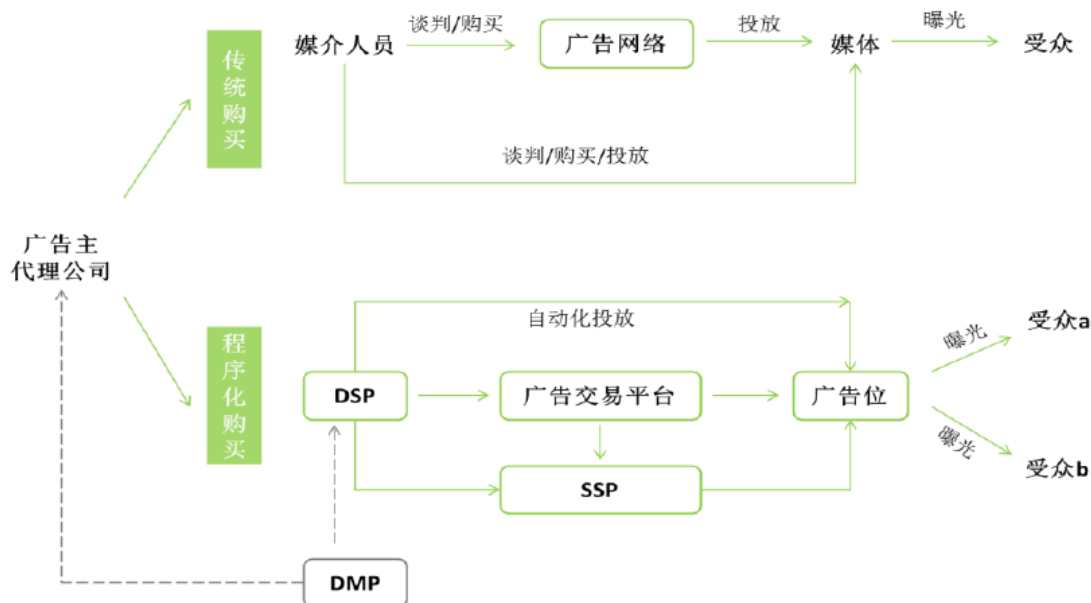 谈判/购买
投放
曝光
媒介人员
广告网络
媒体
受众
传统购买
谈判/购买/投放
广告主
代理公司
自动化投放
程序化购买
DSP
广告交易平台
广告位
曝光
受众a
曝光
受众b
SSP
DMP